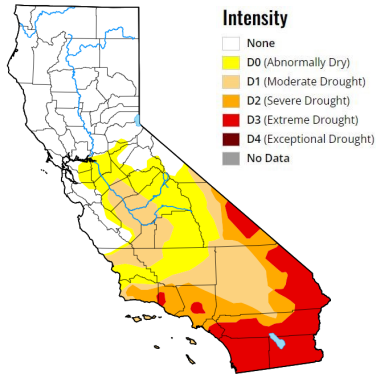 Intensity
None
D0 (Abnormally Dry)
D1 (Moderate Drought)
D2 (Severe Drought)
D3 (Extreme Drought)
D4 (Exceptional Drought)
No Data